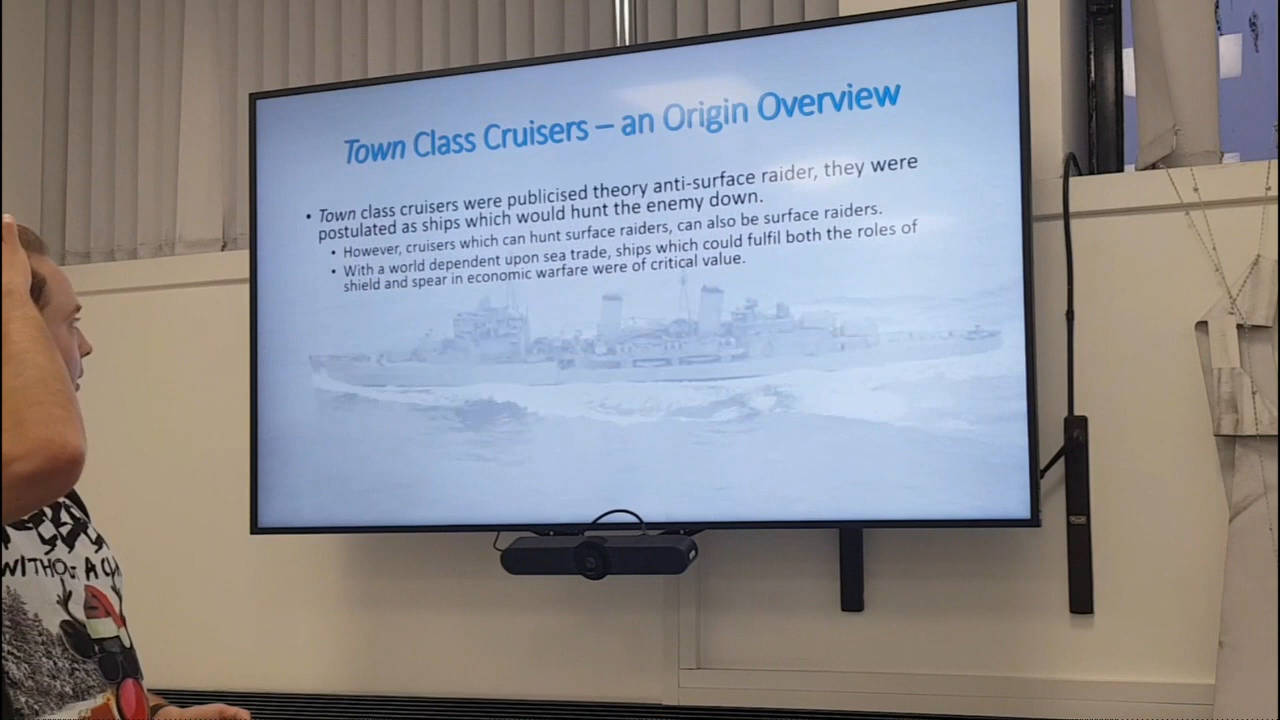 Town Class Cruisers – an Origin Overview
• Town class cruisers were publicised theory anti-surface raider, they were
postulated as ships which would hunt the enemy down.
• However, cruisers which can hunt surface raiders, can also be surface raiders.
• With a world dependent upon sea trade, ships which could fulfil both the roles of
shield and spear in economic warfare were of critical value.
WITHOUT A